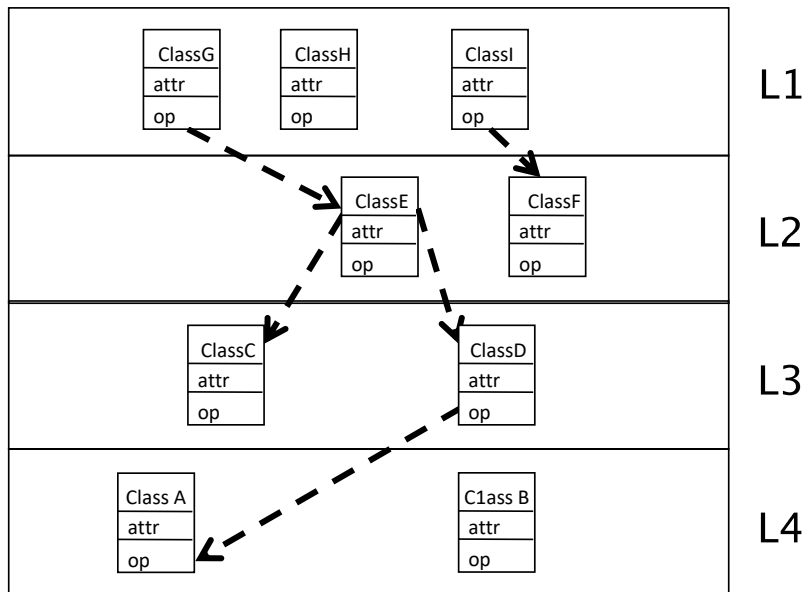 ClassG
attr
op
ClassH
attr
op
ClassI
attr
op
L1
ClassE
attr
op
ClassF
attr
op
L2
ClassC
attr
op
ClassD
attr
op
L3
Class A
attr
op
C1ass B
attr
op
L4